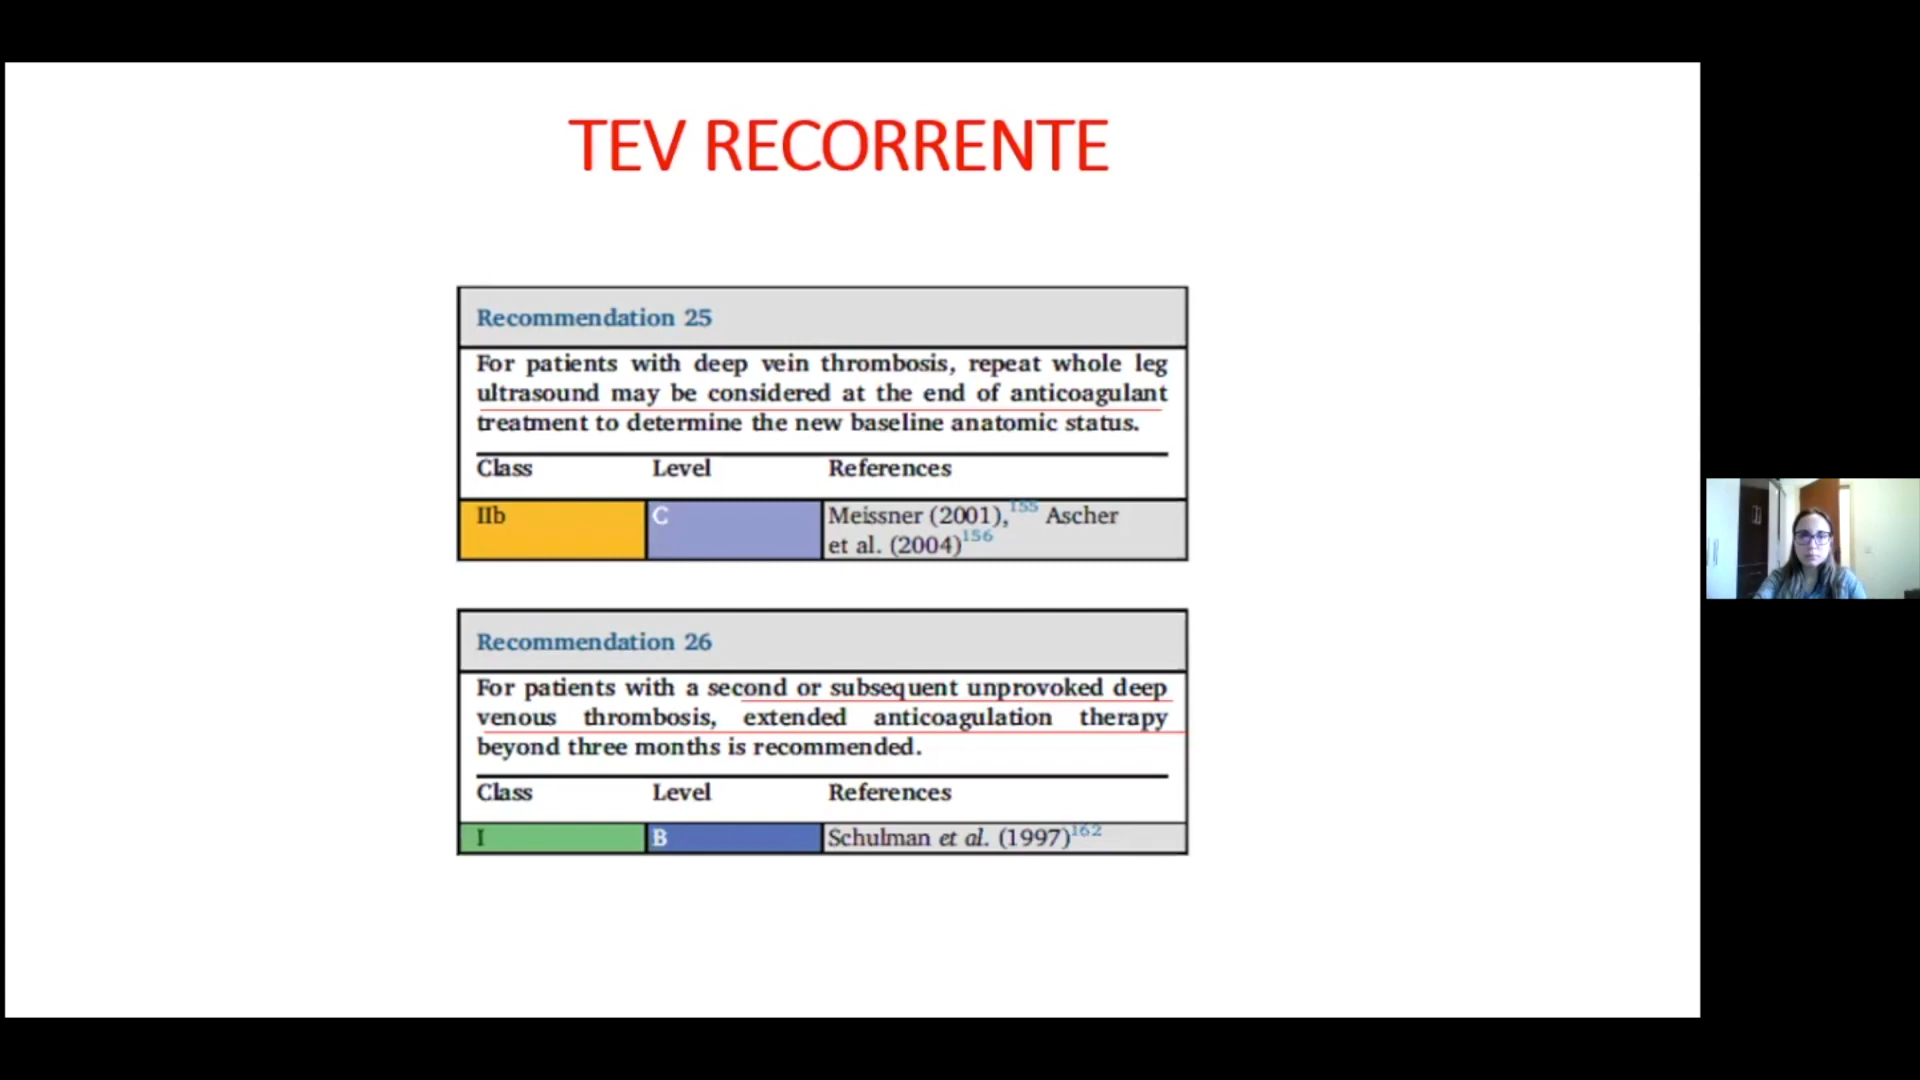 TEV RECORRENTE
Recommendation 25
For patients with deep vein thrombosis, repeat whole leg
ultrasound may be considered at the end of anticoagulant
treatment to determine the new baseline anatomic status.
Class Level References
IIb C Meissner (2001),155 Ascher
et al. (2004)156
Recommendation 26
For patients with a second or subsequent unprovoked deep
venous thrombosis, extended anticoagulation therapy
beyond three months is recommended.
Class Level References
I B Schulman et al. (1997)162